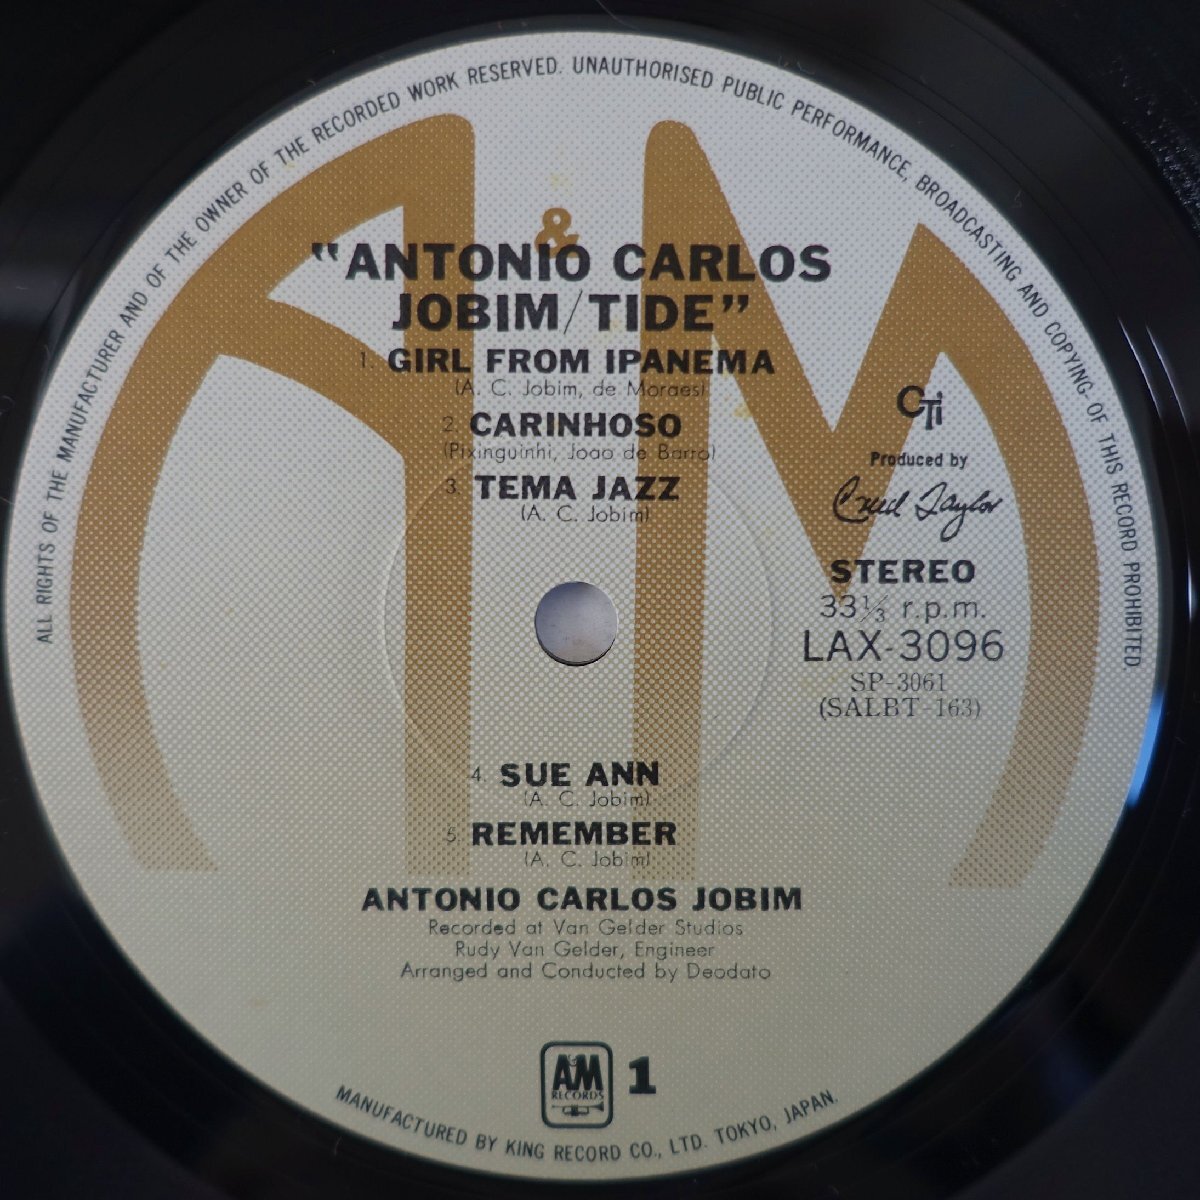 ALL RIGHTS OF THE MANUFACTURER AND OF THE OWNER OF THE RECORDED WORK RESERVED. UNAUTHORISED PUBLIC PERFORMANCE, BROADCASTING AND COPYING OF THIS RECORD PROHIBITED.
A&M
"ANTONIO CARLOS
JOBIM/TIDE"
1. GIRL FROM IPANEMA
(A. C. Jobim, de Moraes)
2. CARINHOSO
(Pixinguinhi, Joao de Barro)
3. TEMA JAZZ
(A. C. Jobim)
CTi
Produced by
Creed Taylor
STEREO
33⅓ r.p.m.
LAX-3096
SP-3061
(SALBT-163)
4. SUE ANN
(A. C. Jobim)
5. REMEMBER
(A. C. Jobim)
ANTONIO CARLOS JOBIM
Recorded at Van Gelder Studios
Rudy Van Gelder, Engineer
Arranged and Conducted by Deodato
A&M
RECORDS
1
MANUFACTURED BY KING RECORD CO., LTD. TOKYO, JAPAN.